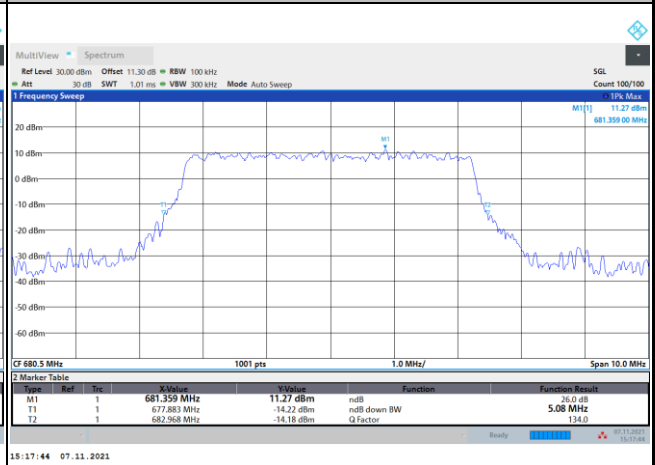 MultiView Spectrum
Ref Level 30.00 dBm Offset 11.30 dB RBW 100 kHz SGL
Att 30 dB SWT 1.01 ms VBW 300 kHz Mode Auto Sweep Count 100/100
1 Frequency Sweep 1Pk Max
M1[1] 11.27 dBm
681.359 00 MHz
M1
20 dBm
10 dBm
0 dBm
T1 T2
-10 dBm
-20 dBm
-30 dBm
-40 dBm
-50 dBm
-60 dBm
CF 680.5 MHz 1001 pts 1.0 MHz/ Span 10.0 MHz
2 Marker Table
Type Ref Trc X-Value Y-Value Function Function Result
M1 1 681.359 MHz 11.27 dBm ndB 26.0 dB
T1 1 677.883 MHz -14.22 dBm ndB down BW 5.08 MHz
T2 1 682.968 MHz -14.18 dBm Q Factor 134.0
Ready 07.11.2021
15:17:44
15:17:44 07.11.2021